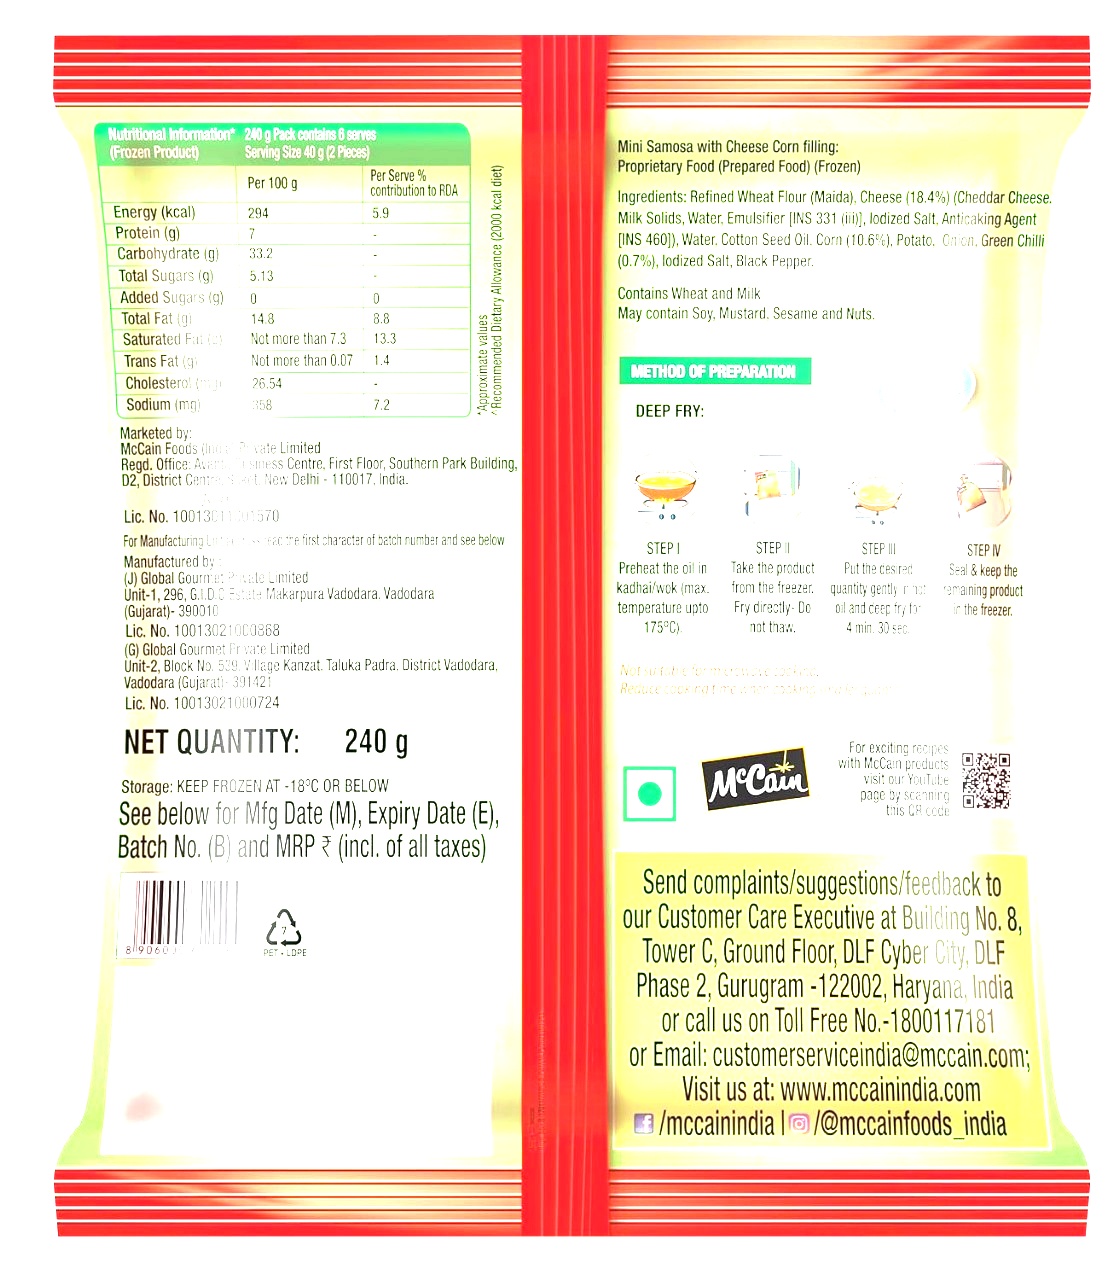 Nutritional Information* 240 g Pack contains 6 serves
(Frozen Product) Serving Size 40 g (2 Pieces)
Per 100 g Per Serve % contribution to RDA
Energy (kcal) 294 5.9
Protein (g) 7 -
Carbohydrate (g) 33.2 -
Total Sugars (g) 5.13 -
Added Sugars (g) 0 0
Total Fat (g) 14.8 8.8
Saturated Fat (g) Not more than 7.3 13.3
Trans Fat (g) Not more than 0.07 1.4
Cholesterol (mg) 26.54 -
Sodium (mg) 358 7.2
*Approximate values
^Recommended Dietary Allowance (2000 kcal diet)
Marketed by:
McCain Foods (India) Private Limited
Regd. Office: Business Centre, First Floor, Southern Park Building,
D2, District Centre, New Delhi - 110017, India.
Lic. No.
For Manufacturing read the first character of batch number and see below
Manufactured by :
(J) Global Gourmet Private Limited
Unit-1, 296, G.I.D.C Estate Makarpura Vadodara, Vadodara
(Gujarat)- 390010
Lic. No. 10013021000868
(G) Global Gourmet Private Limited
Unit-2, Block No. 539, Village Kanzat, Taluka Padra, District Vadodara,
Vadodara (Gujarat)- 391421
Lic. No. 10013021000724
NET QUANTITY: 240 g
Storage: KEEP FROZEN AT -18°C OR BELOW
See below for Mfg Date (M), Expiry Date (E),
Batch No. (B) and MRP ₹ (incl. of all taxes)
7
PET - LDPE
Mini Samosa with Cheese Corn filling:
Proprietary Food (Prepared Food) (Frozen)
Ingredients: Refined Wheat Flour (Maida), Cheese (18.4%) (Cheddar Cheese,
Milk Solids, Water, Emulsifier [INS 331 (iii)], Iodized Salt, Anticaking Agent
[INS 460]), Water, Cotton Seed Oil, Corn (10.6%), Potato, Onion, Green Chilli
(0.7%), Iodized Salt, Black Pepper.
Contains Wheat and Milk
May contain Soy, Mustard, Sesame and Nuts.
METHOD OF PREPARATION
DEEP FRY:
STEP I
Preheat the oil in
kadhai/wok (max.
temperature upto
175°C).
STEP II
Take the product
from the freezer.
Fry directly- Do
not thaw.
STEP III
Put the desired
quantity gently in hot
oil and deep fry for
4 min. 30 sec.
STEP IV
Seal & keep the
remaining product
in the freezer.
Not suitable for microwave cooking.
Reduce cooking time when cooking
McCain
For exciting recipes
with McCain products
visit our YouTube
page by scanning
this QR code
Send complaints/suggestions/feedback to
our Customer Care Executive at Building No. 8,
Tower C, Ground Floor, DLF Cyber City, DLF
Phase 2, Gurugram -122002, Haryana, India
or call us on Toll Free No.-1800117181
or Email: customerserviceindia@mccain.com;
Visit us at: www.mccainindia.com
/mccainindia | /@mccainfoods_india